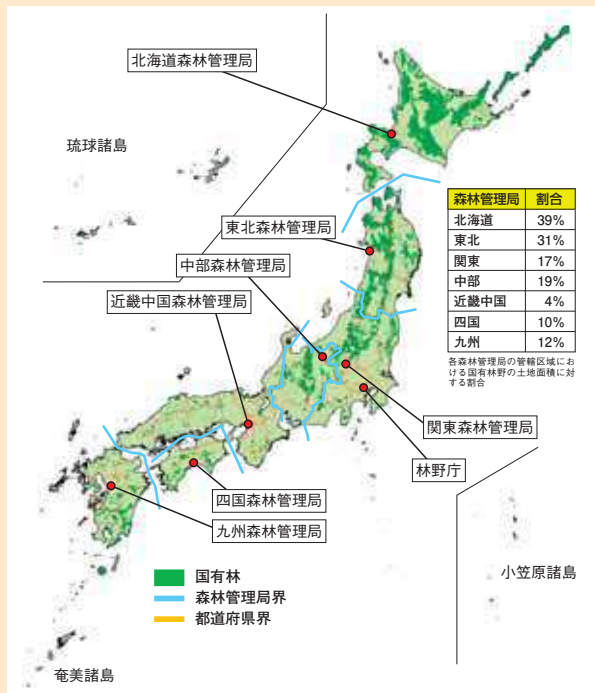 北海道森林管理局
琉球諸島
東北森林管理局
中部森林管理局
近畿中国森林管理局
森林管理局 割合
北海道 39%
東北 31%
関東 17%
中部 19%
近畿中国 4%
四国 10%
九州 12%
各森林管理局の管轄区域にお
ける国有林野の土地面積に対
する割合
関東森林管理局
林野庁
四国森林管理局
九州森林管理局
国有林
森林管理局界
都道府県界
小笠原諸島
奄美諸島